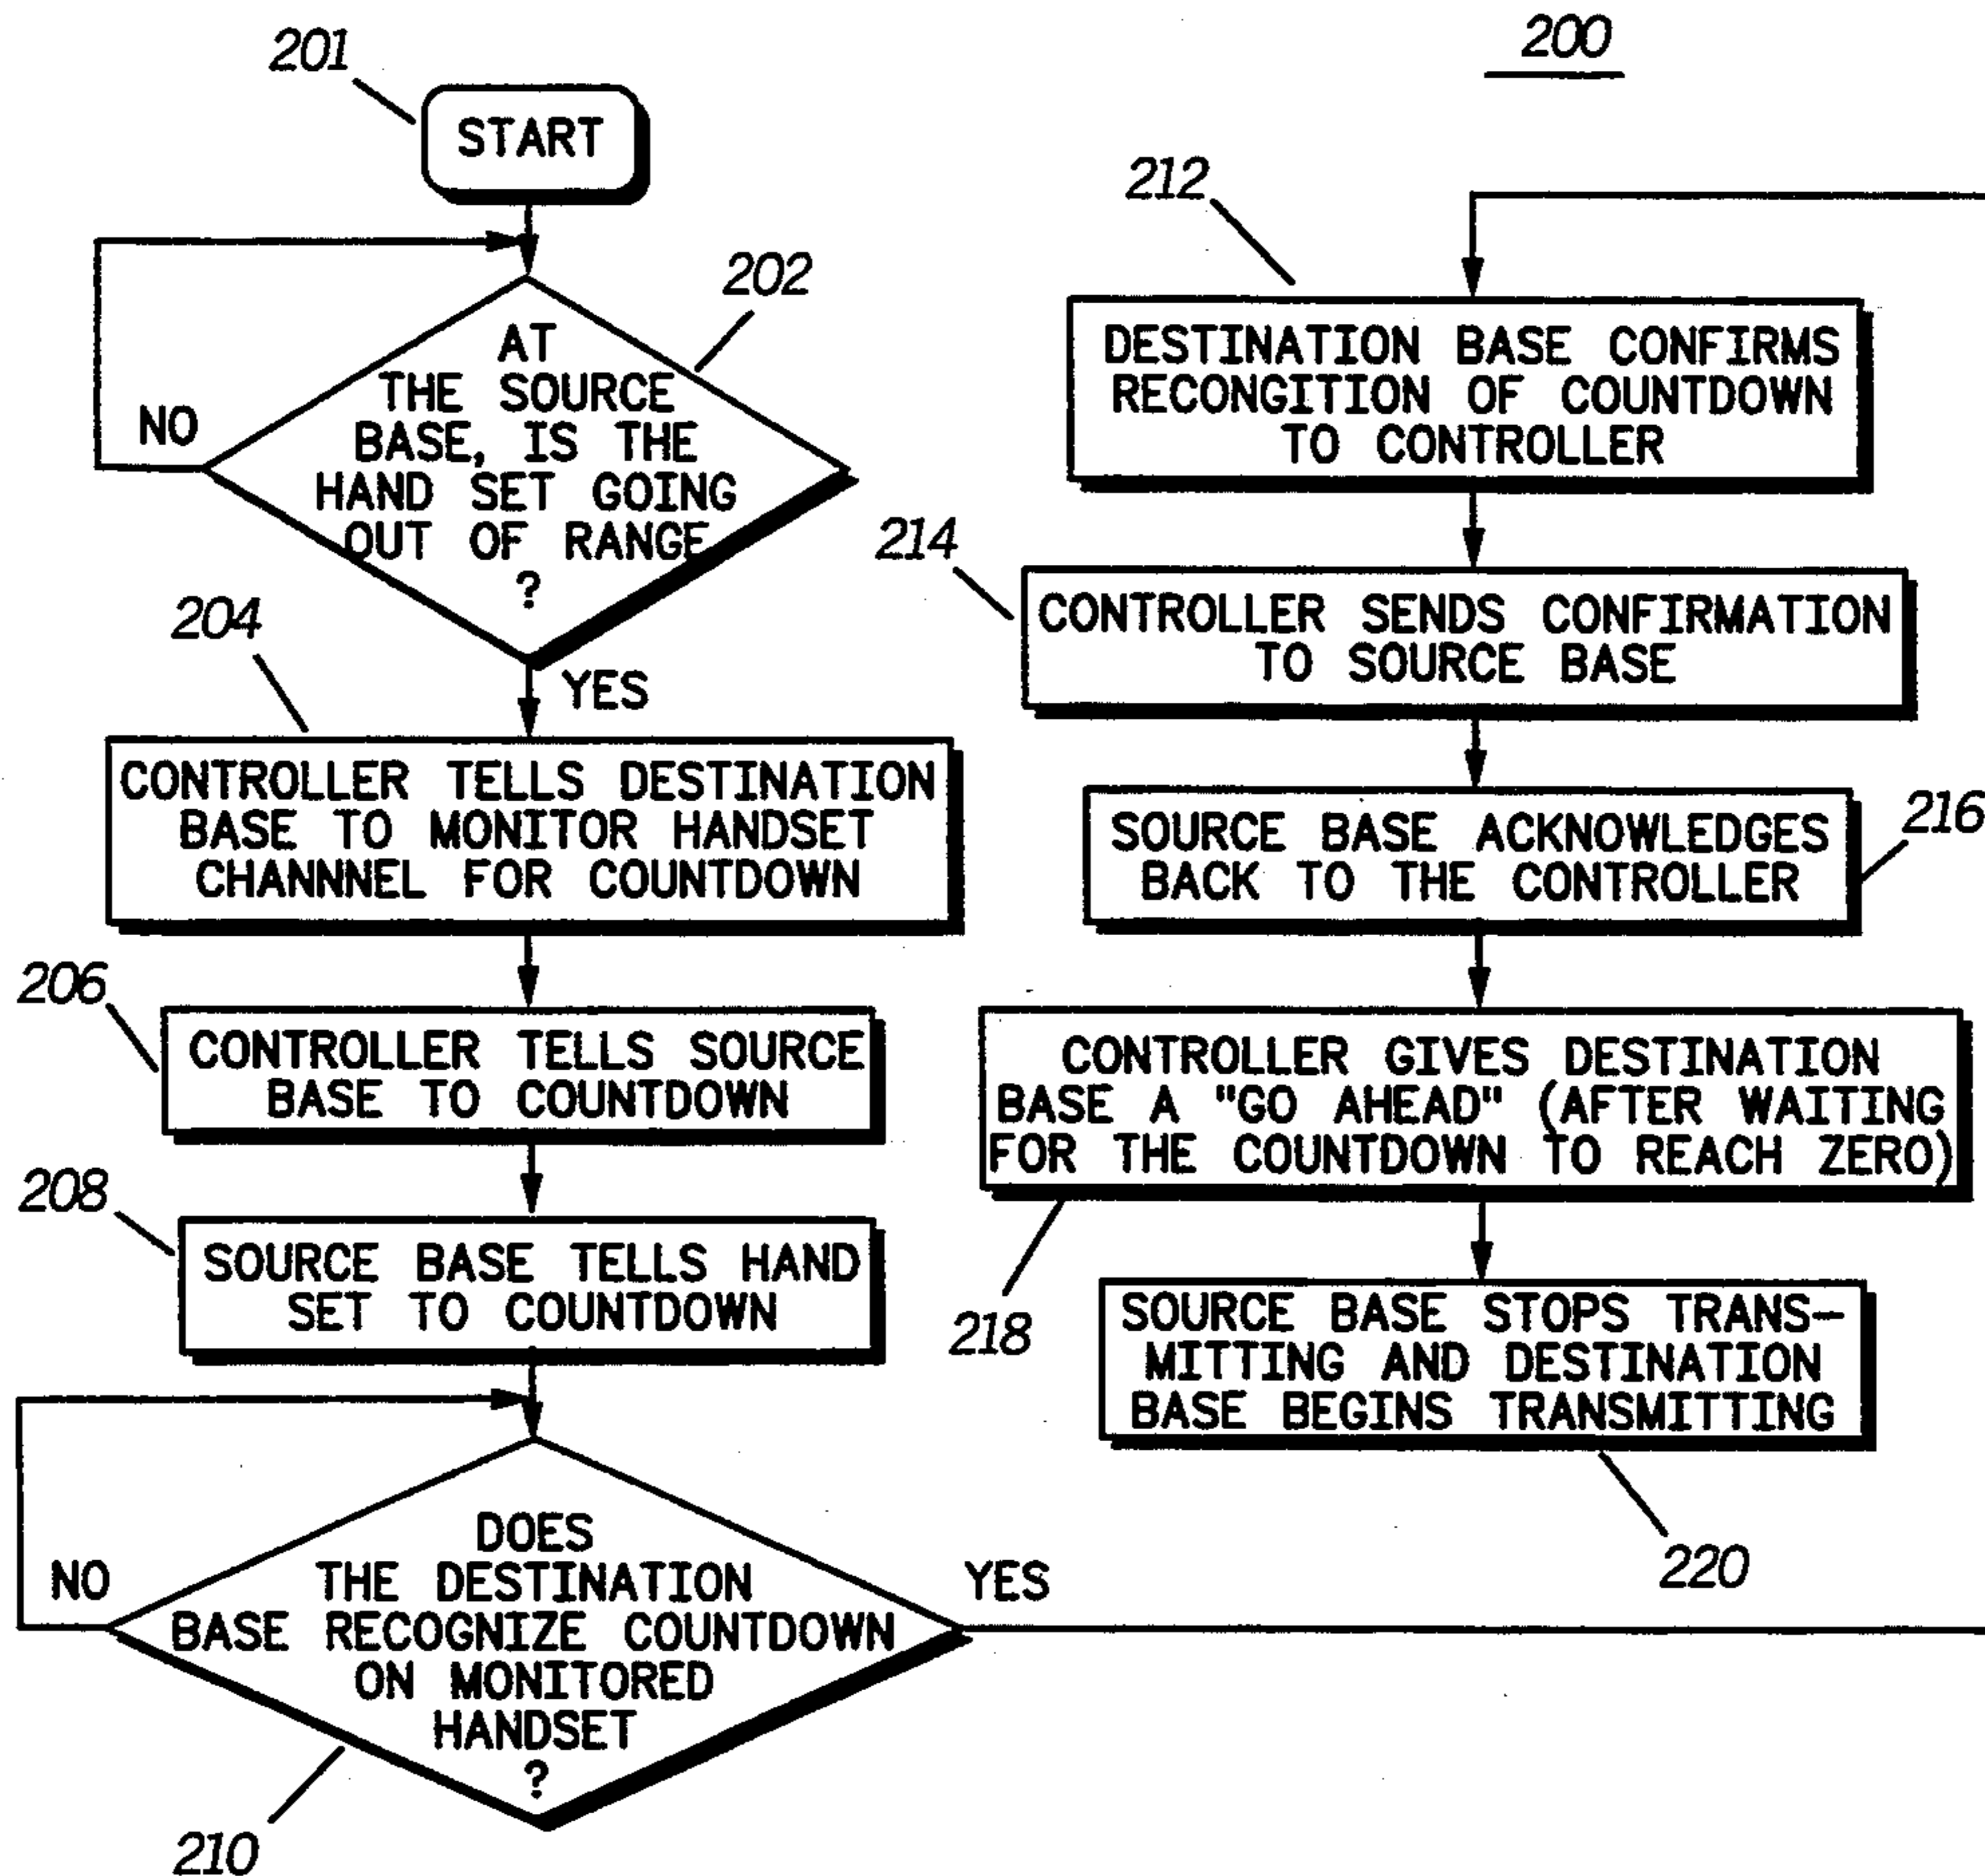 200
201
START
202
AT
THE SOURCE
BASE, IS THE
HAND SET GOING
OUT OF RANGE
?
NO
YES
204
CONTROLLER TELLS DESTINATION
BASE TO MONITOR HANDSET
CHANNNEL FOR COUNTDOWN
206
CONTROLLER TELLS SOURCE
BASE TO COUNTDOWN
208
SOURCE BASE TELLS HAND
SET TO COUNTDOWN
DOES
THE DESTINATION
BASE RECOGNIZE COUNTDOWN
ON MONITORED
HANDSET
?
NO
YES
210
212
DESTINATION BASE CONFIRMS
RECONGITION OF COUNTDOWN
TO CONTROLLER
214
CONTROLLER SENDS CONFIRMATION
TO SOURCE BASE
216
SOURCE BASE ACKNOWLEDGES
BACK TO THE CONTROLLER
CONTROLLER GIVES DESTINATION
BASE A "GO AHEAD" (AFTER WAITING
FOR THE COUNTDOWN TO REACH ZERO)
218
SOURCE BASE STOPS TRANS-
MITTING AND DESTINATION
BASE BEGINS TRANSMITTING
220